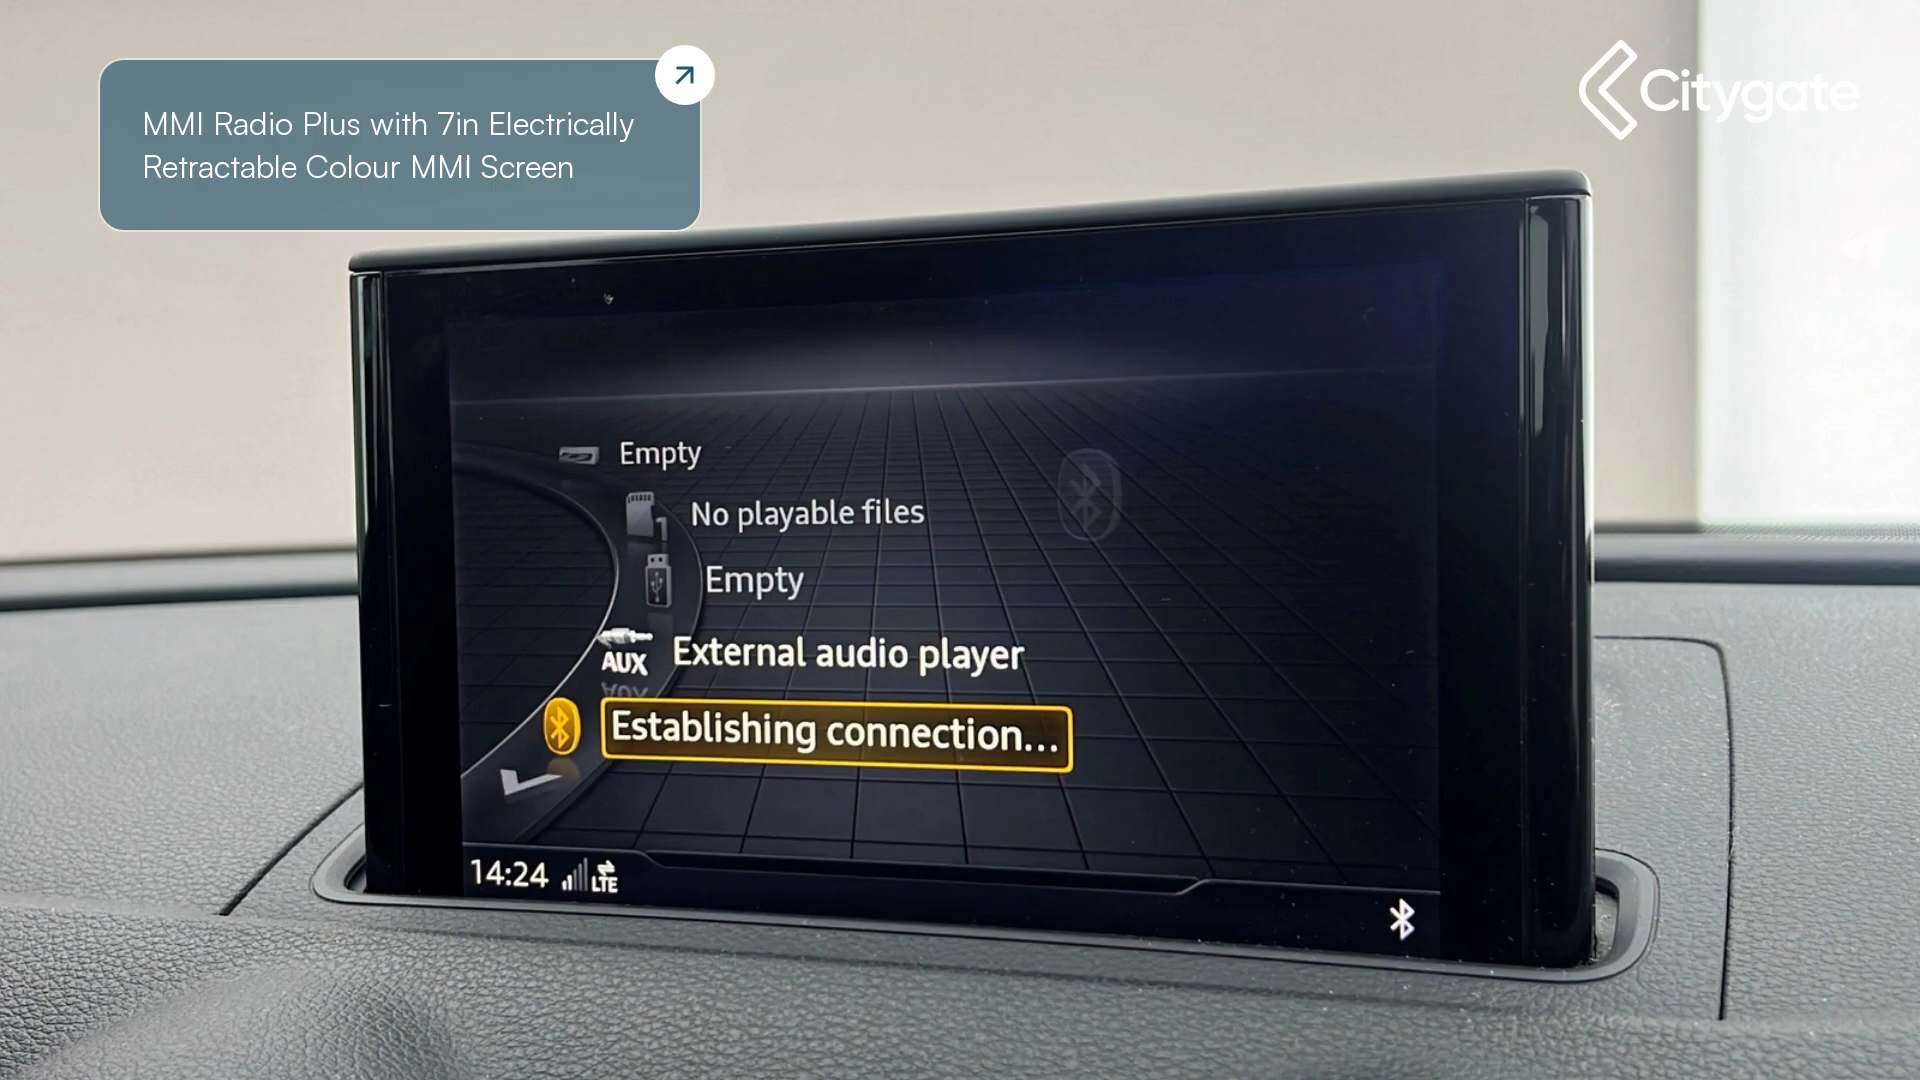 MMI Radio Plus with 7in Electrically
Retractable Colour MMI Screen
Citygate
Empty
1
No playable files
Empty
AUX
External audio player
Establishing connection...
14:24
LTE